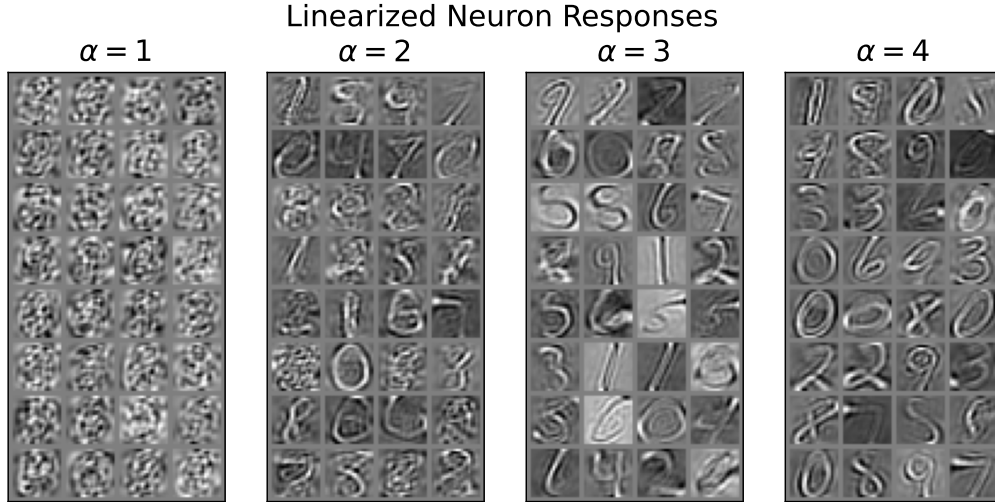 Linearized Neuron Responses
α = 1
α = 2
α = 3
α = 4